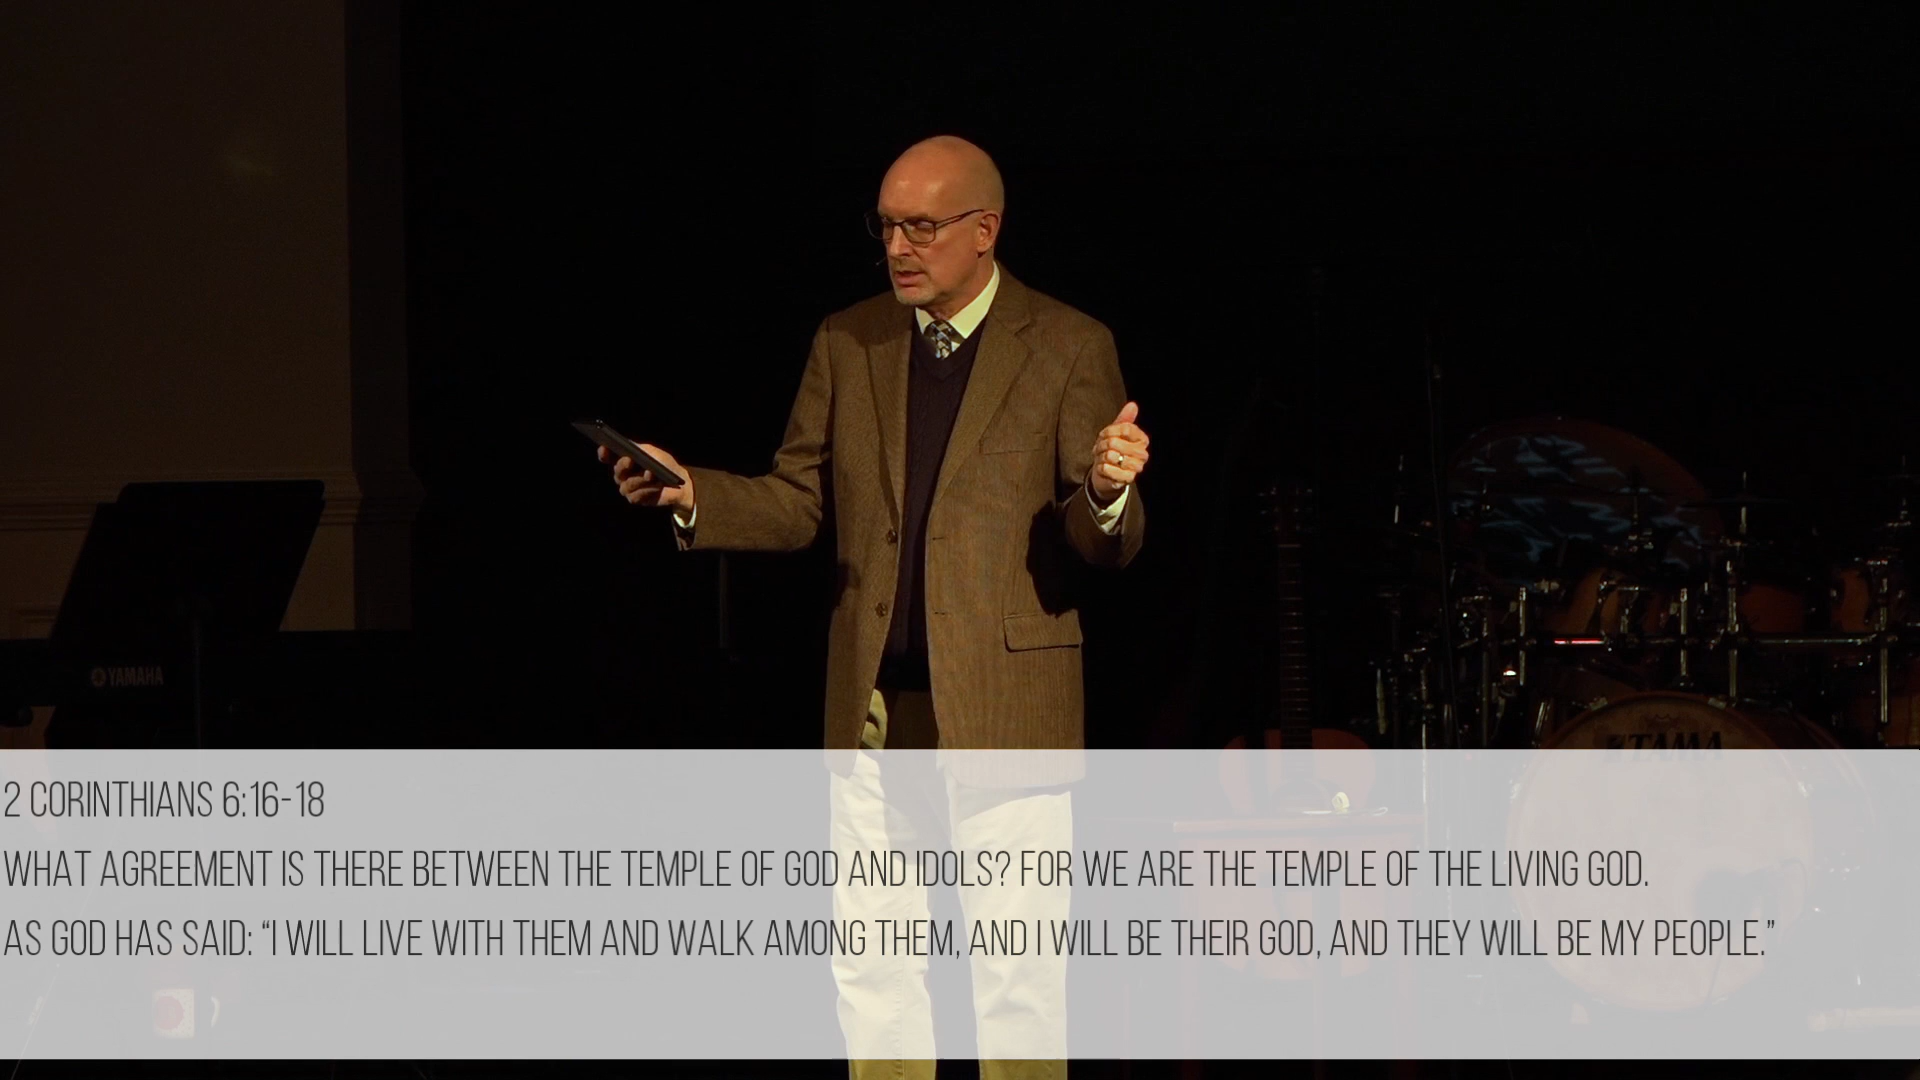 YAMAHA
TAMA
2 CORINTHIANS 6:16-18
WHAT AGREEMENT IS THERE BETWEEN THE TEMPLE OF GOD AND IDOLS? FOR WE ARE THE TEMPLE OF THE LIVING GOD.
AS GOD HAS SAID: “I WILL LIVE WITH THEM AND WALK AMONG THEM, AND I WILL BE THEIR GOD, AND THEY WILL BE MY PEOPLE.”